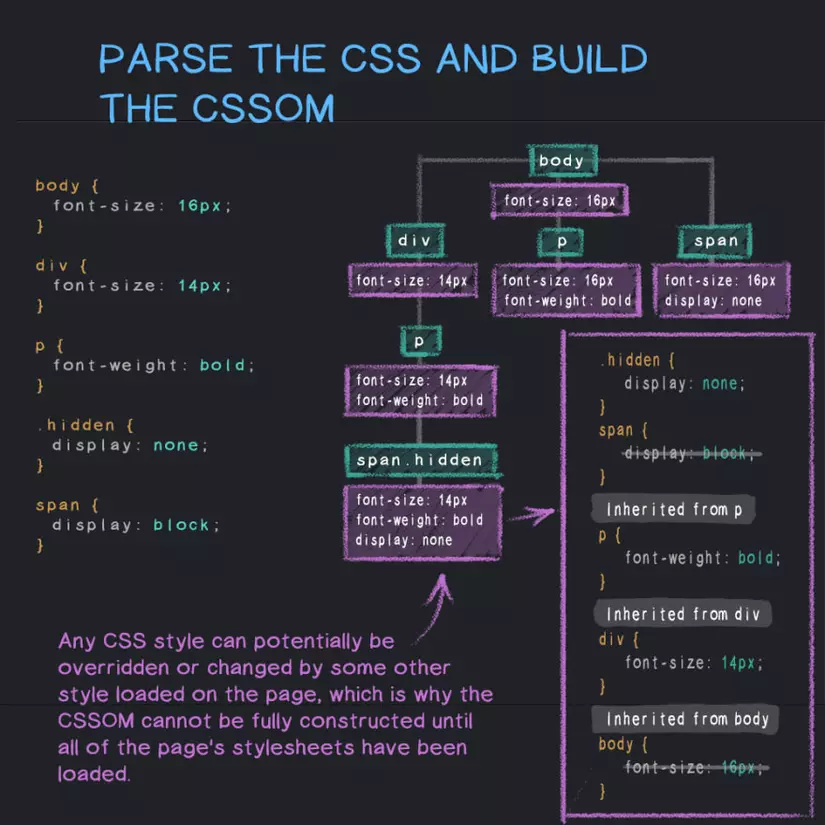 PARSE THE CSS AND BUILD
THE CSSOM
body {
font-size: 16px;
}
div {
font-size: 14px;
}
p {
font-weight: bold;
}
.hidden {
display: none;
}
span {
display: block;
}
body
font-size: 16px
div
font-size: 14px
p
font-size: 16px
font-weight: bold
span
font-size: 16px
display: none
p
font-size: 14px
font-weight: bold
span.hidden
font-size: 14px
font-weight: bold
display: none
.hidden {
display: none;
}
span {
display: block;
}
Inherited from p
p {
font-weight: bold;
}
Inherited from div
div {
font-size: 14px;
}
Inherited from body
body {
font-size: 16px;
}
Any CSS style can potentially be
overridden or changed by some other
style loaded on the page, which is why the
CSSOM cannot be fully constructed until
all of the page's stylesheets have been
loaded.